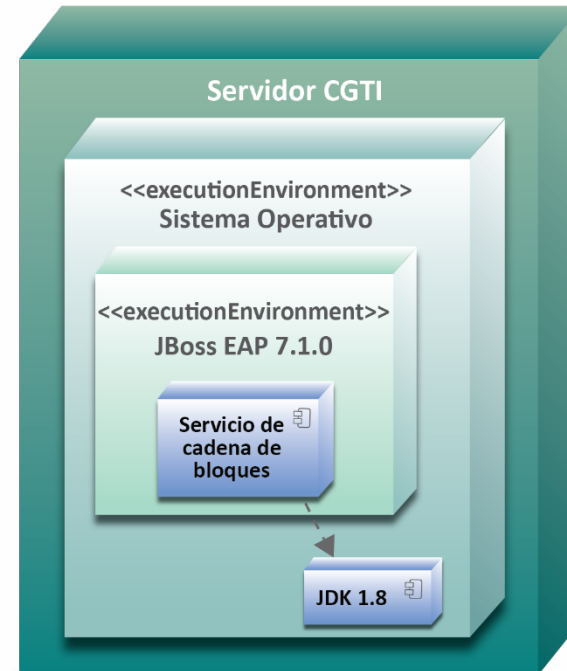 Servidor CGTI
<<executionEnvironment>>
Sistema Operativo
<<executionEnvironment>>
JBoss EAP 7.1.0
Servicio de
cadena de
bloques
JDK 1.8